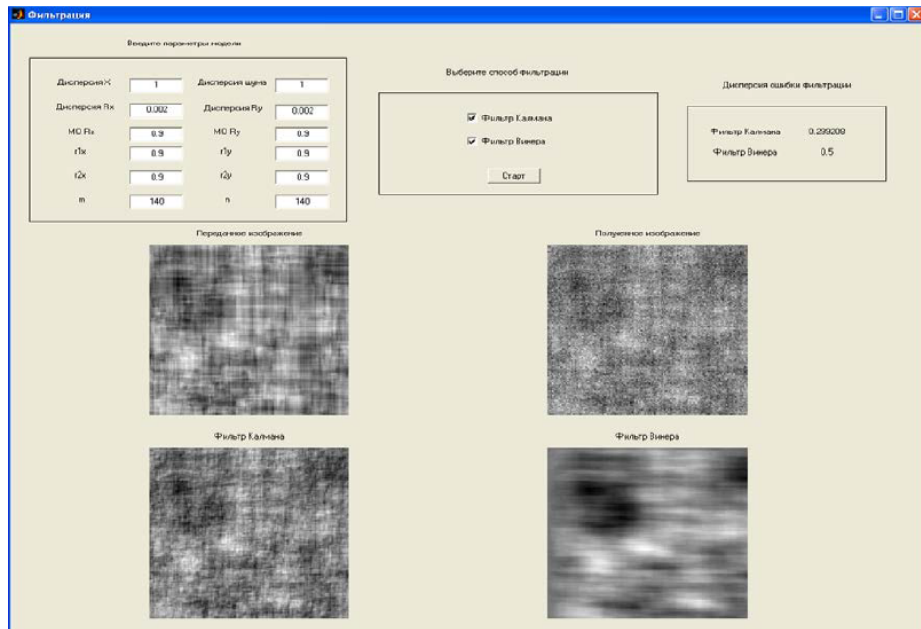 Фильтрация
Введите параметры модели
Дисперсия X 1 Дисперсия шума 1
Дисперсия Rx 0.002 Дисперсия Ry 0.002
МО Rx 0.9 МО Ry 0.9
r1x 0.9 r1y 0.9
r2x 0.9 r2y 0.9
m 140 n 140
Выберите способ фильтрации
Фильтр Калмана
Фильтр Винера
Старт
Дисперсия ошибки фильтрации
Фильтр Калмана 0.299209
Фильтр Винера 0.5
Переданное изображение
Полученное изображение
Фильтр Калмана
Фильтр Винера